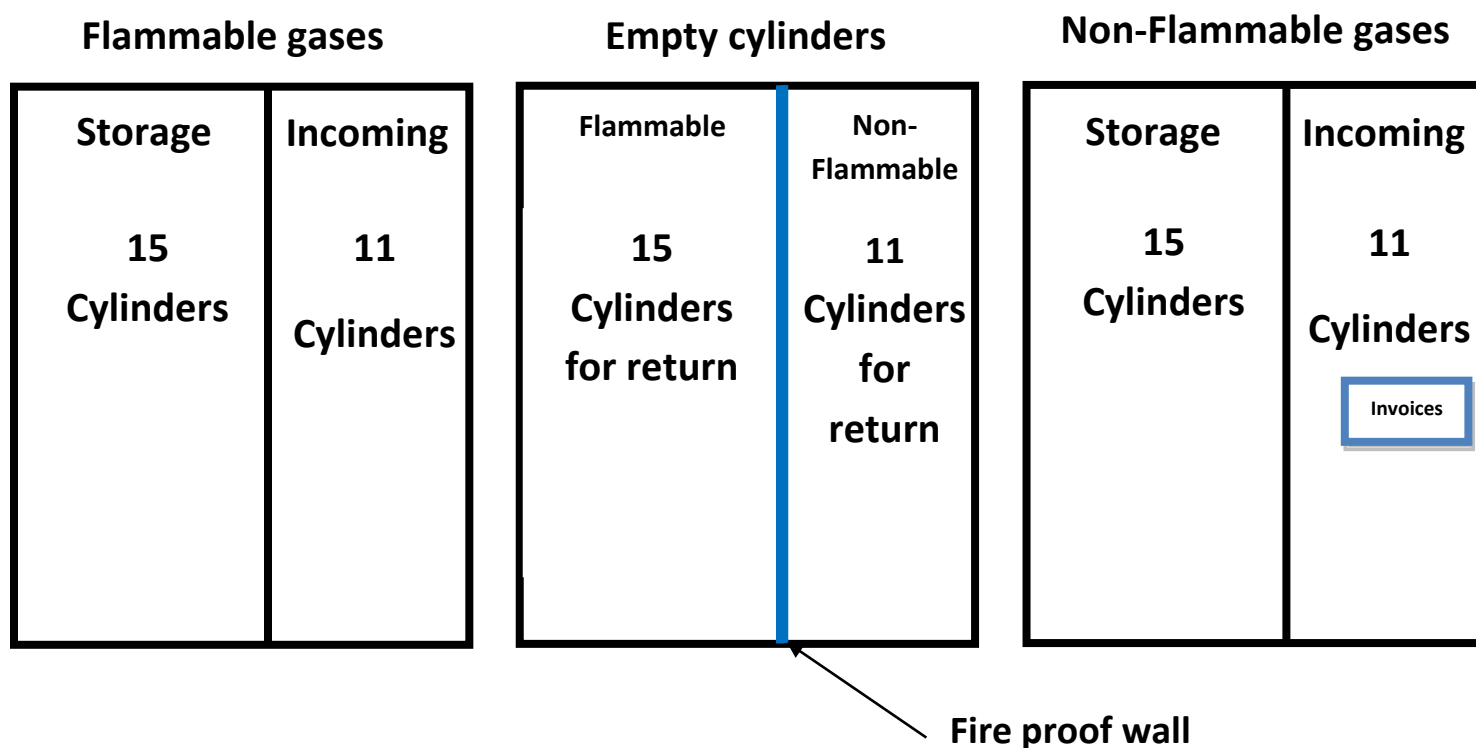 Flammable gases
Storage
15
Cylinders
Incoming
11
Cylinders
Empty cylinders
Flammable
15
Cylinders
for return
Non-
Flammable
11
Cylinders
for
return
Non-Flammable gases
Storage
15
Cylinders
Incoming
11
Cylinders
Invoices
Fire proof wall